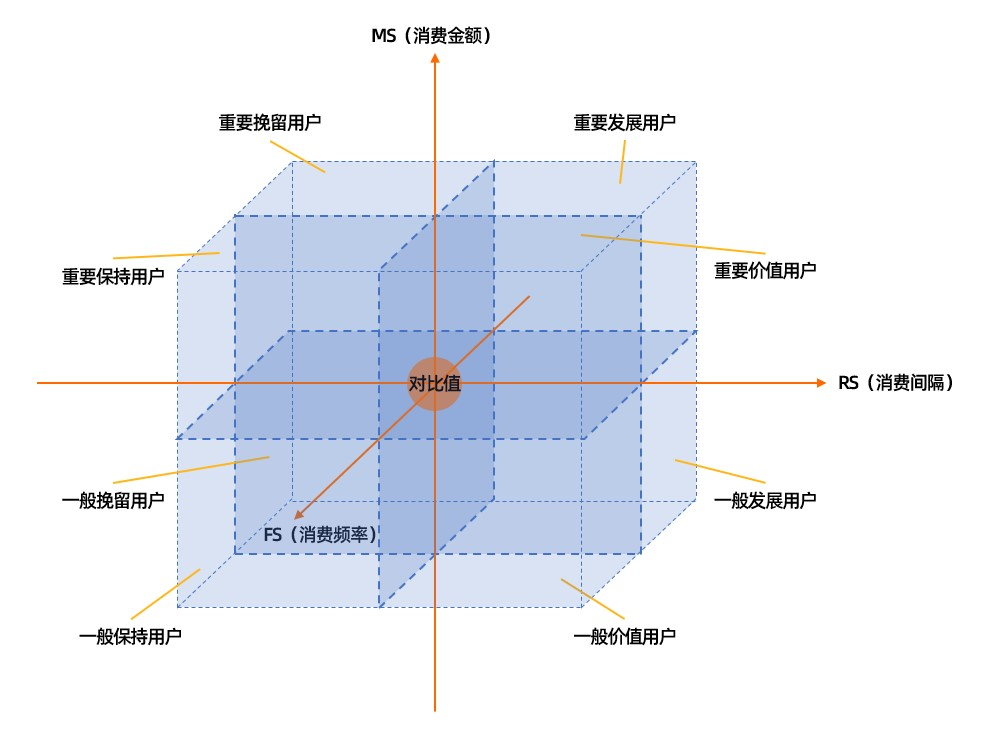 MS（消费金额）
重要挽留用户
重要发展用户
重要保持用户
重要价值用户
对比值
RS（消费间隔）
一般挽留用户
一般发展用户
FS（消费频率）
一般保持用户
一般价值用户